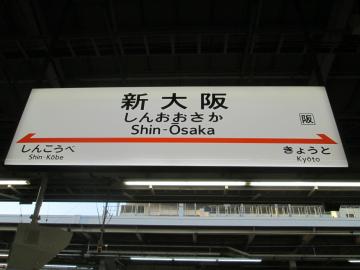 新大阪
しんおおさか
Shin-Ōsaka
阪
しんこうべ
Shin-Kōbe
きょうと
Kyōto